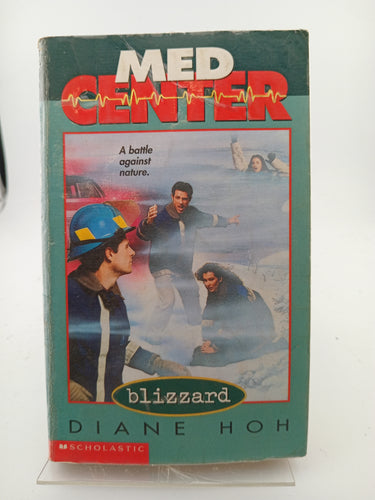 MED
CENTER
A battle
against
nature.
blizzard
DIANE HOH
SCHOLASTIC